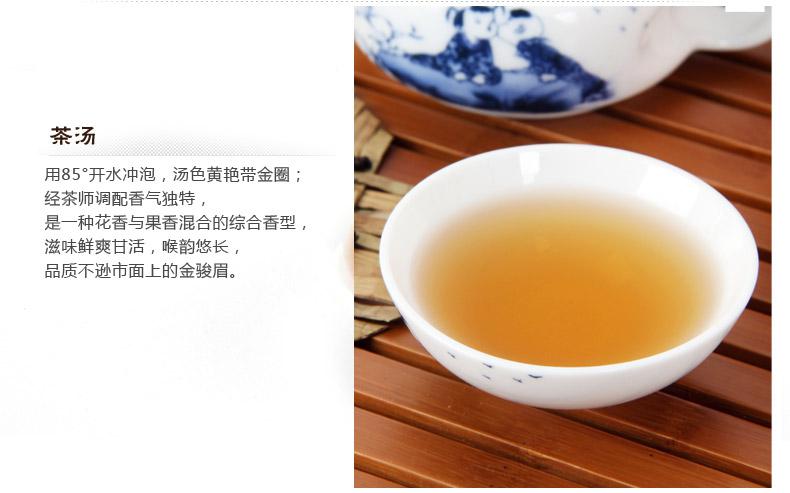 茶汤
用85°开水冲泡，汤色黄艳带金圈；
经茶师调配香气独特，
是一种花香与果香混合的综合香型，
滋味鲜爽甘活，喉韵悠长，
品质不逊市面上的金骏眉。